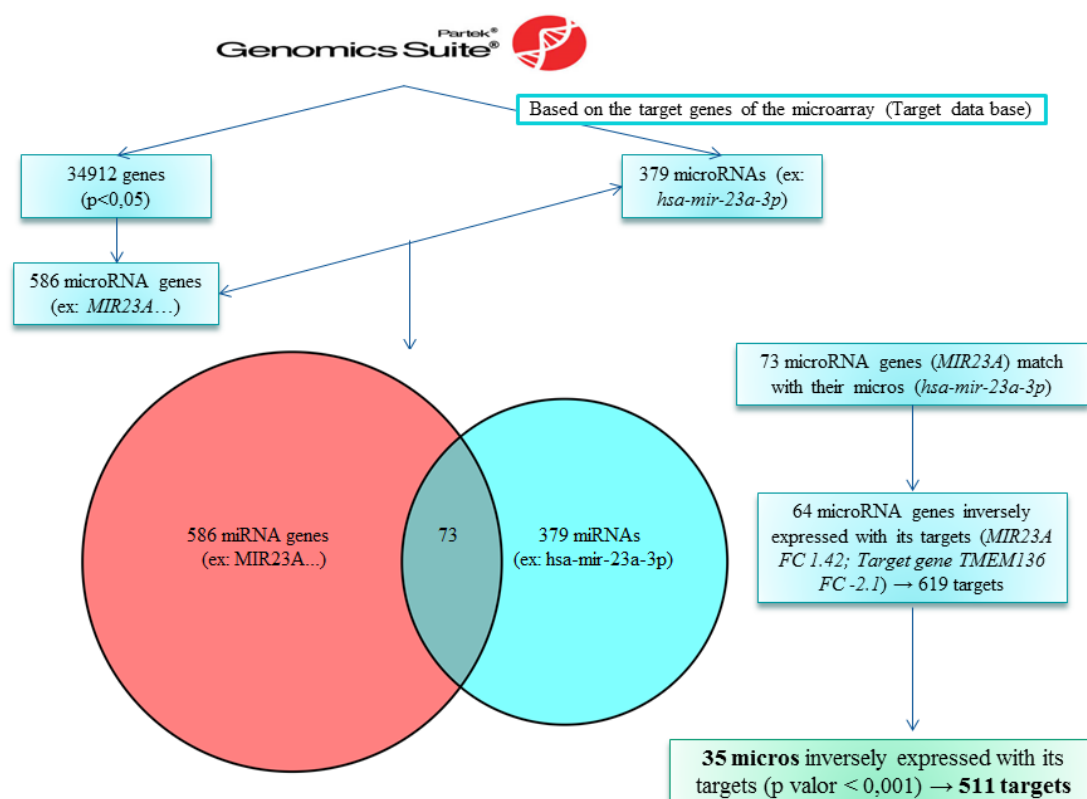 Partek®
Genomics Suite®
Based on the target genes of the microarray (Target data base)
34912 genes
(p<0,05)
379 microRNAs (ex:
hsa-mir-23a-3p)
586 microRNA genes
(ex: MIR23A…)
73 microRNA genes (MIR23A) match
with their micros (hsa-mir-23a-3p)
586 miRNA genes
(ex: MIR23A...)
73
379 miRNAs
(ex: hsa-mir-23a-3p)
64 microRNA genes inversely
expressed with its targets (MIR23A
FC 1.42; Target gene TMEM136
FC -2.1) → 619 targets
35 micros inversely expressed with its
targets (p valor < 0,001) → 511 targets